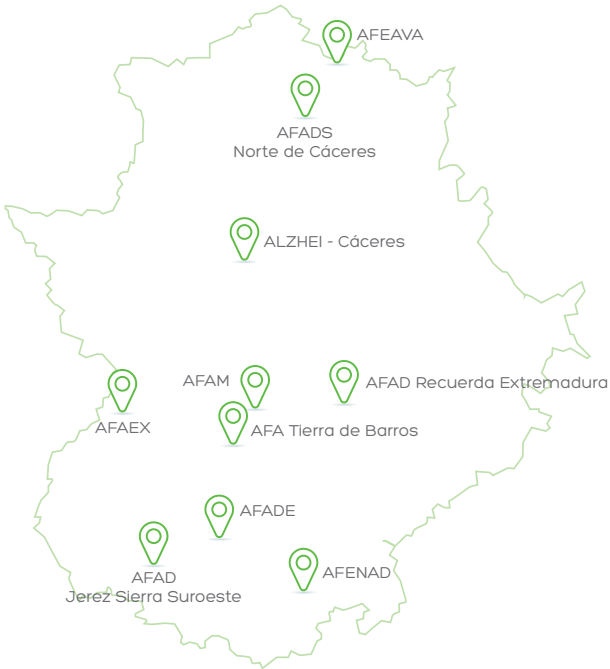 AFEAVA
AFADS
Norte de Cáceres
ALZHEI - Cáceres
AFAM
AFAD Recuerda Extremadura
AFAEX
AFA Tierra de Barros
AFADE
AFENAD
AFAD
Jerez Sierra Suroeste